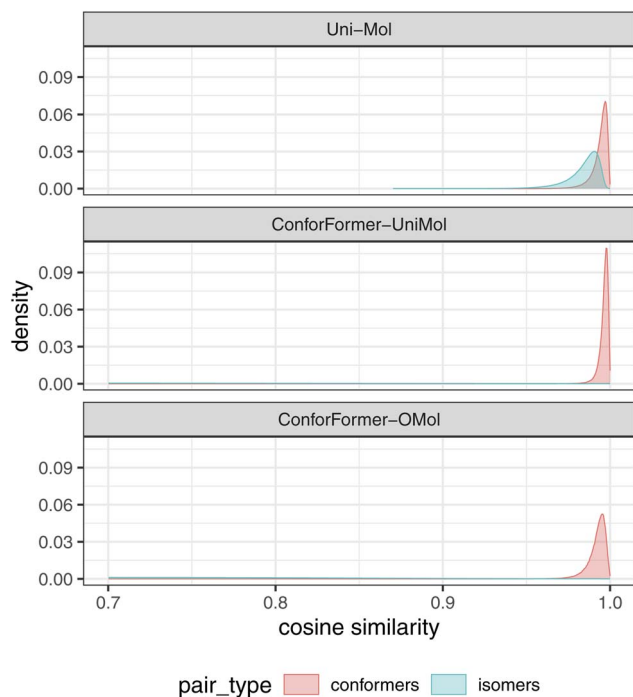 Uni−Mol
0.09
0.06
0.03
0.00
ConforFormer−UniMol
0.09
0.06
0.03
0.00
ConforFormer−OMol
0.09
0.06
0.03
0.00
density
0.7 0.8 0.9 1.0
cosine similarity
pair_type conformers isomers